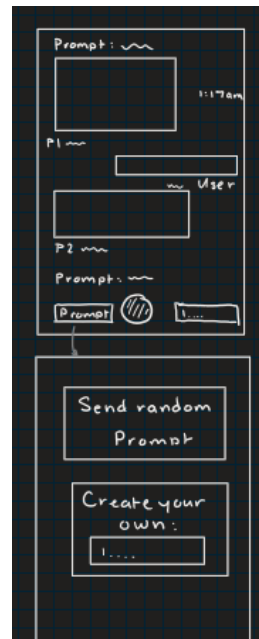 Prompt:
1:17am
P1
User
P2
Prompt:
Prompt
I....
Send random
Prompt
Create your
own:
I....